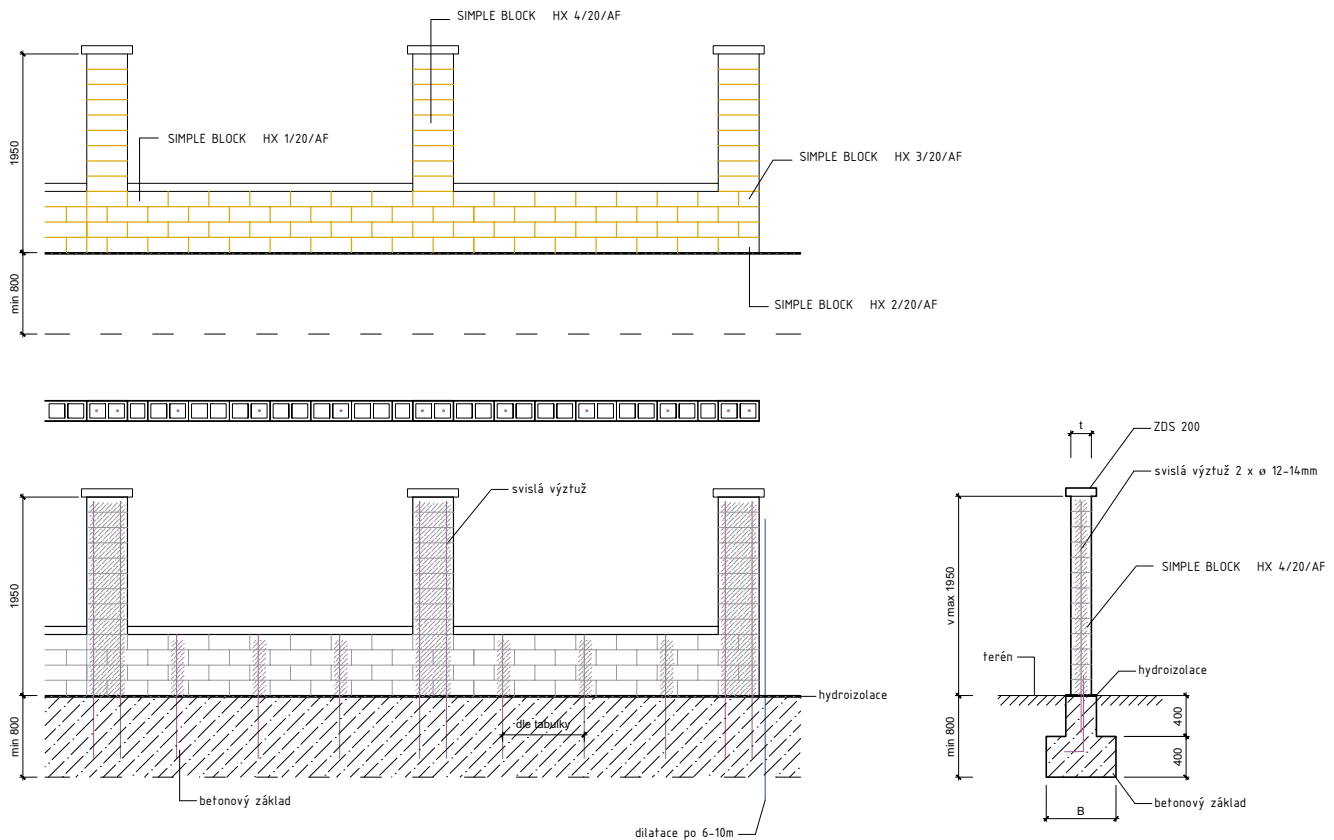 SIMPLE BLOCK HX 4/20/AF
SIMPLE BLOCK HX 1/20/AF
SIMPLE BLOCK HX 3/20/AF
1950
SIMPLE BLOCK HX 2/20/AF
min 800
t
ZDS 200
svislá výztuž
svislá výztuž 2 x ø 12-14mm
1950
v max 1950
SIMPLE BLOCK HX 4/20/AF
terén
hydroizolace
hydroizolace
min 800
dle tabulky
min 800
400
400
betonový základ
B
betonový základ
dilatace po 6-10m